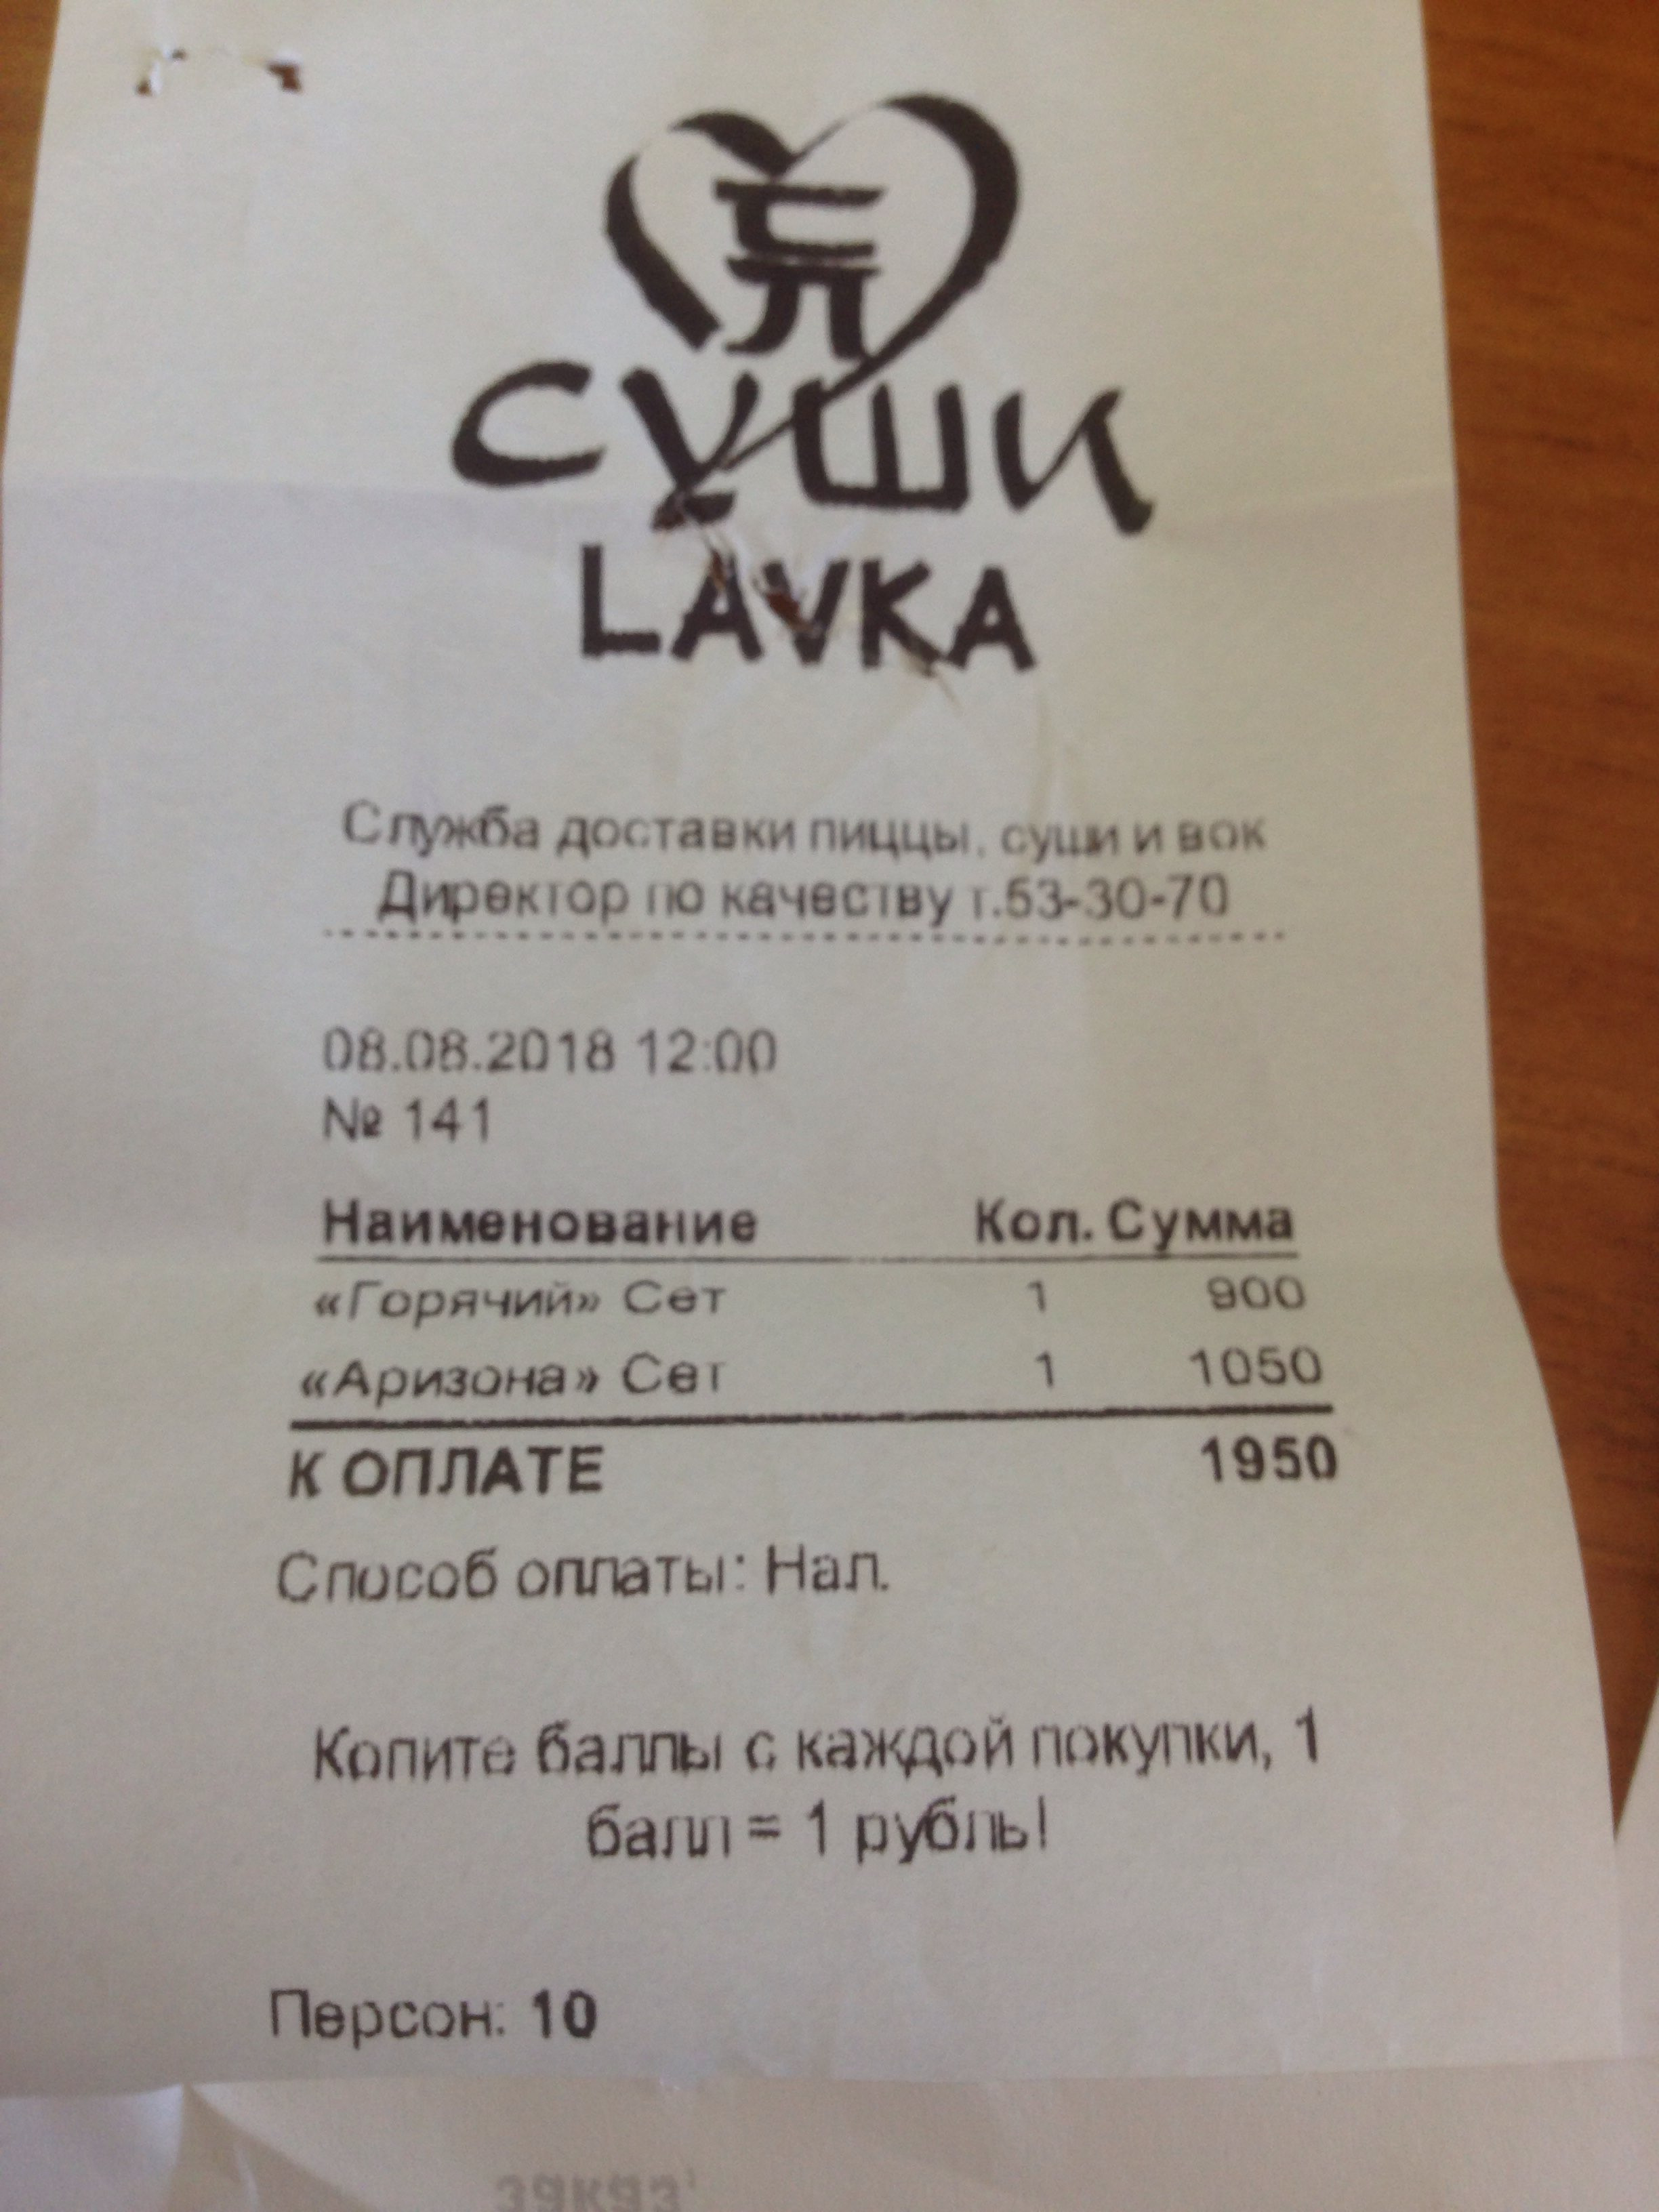 суши
LAVKA
Служба доставки пиццы, суши и вок
Директор по качеству т.53-30-70
08.08.2018 12:00
№ 141
Наименование Кол. Сумма
«Горячий» Сет 1 900
«Аризона» Сет 1 1050
К ОПЛАТЕ 1950
Способ оплаты: Нал.
Копите баллы с каждой покупки, 1
балл = 1 рубль!
Персон: 10